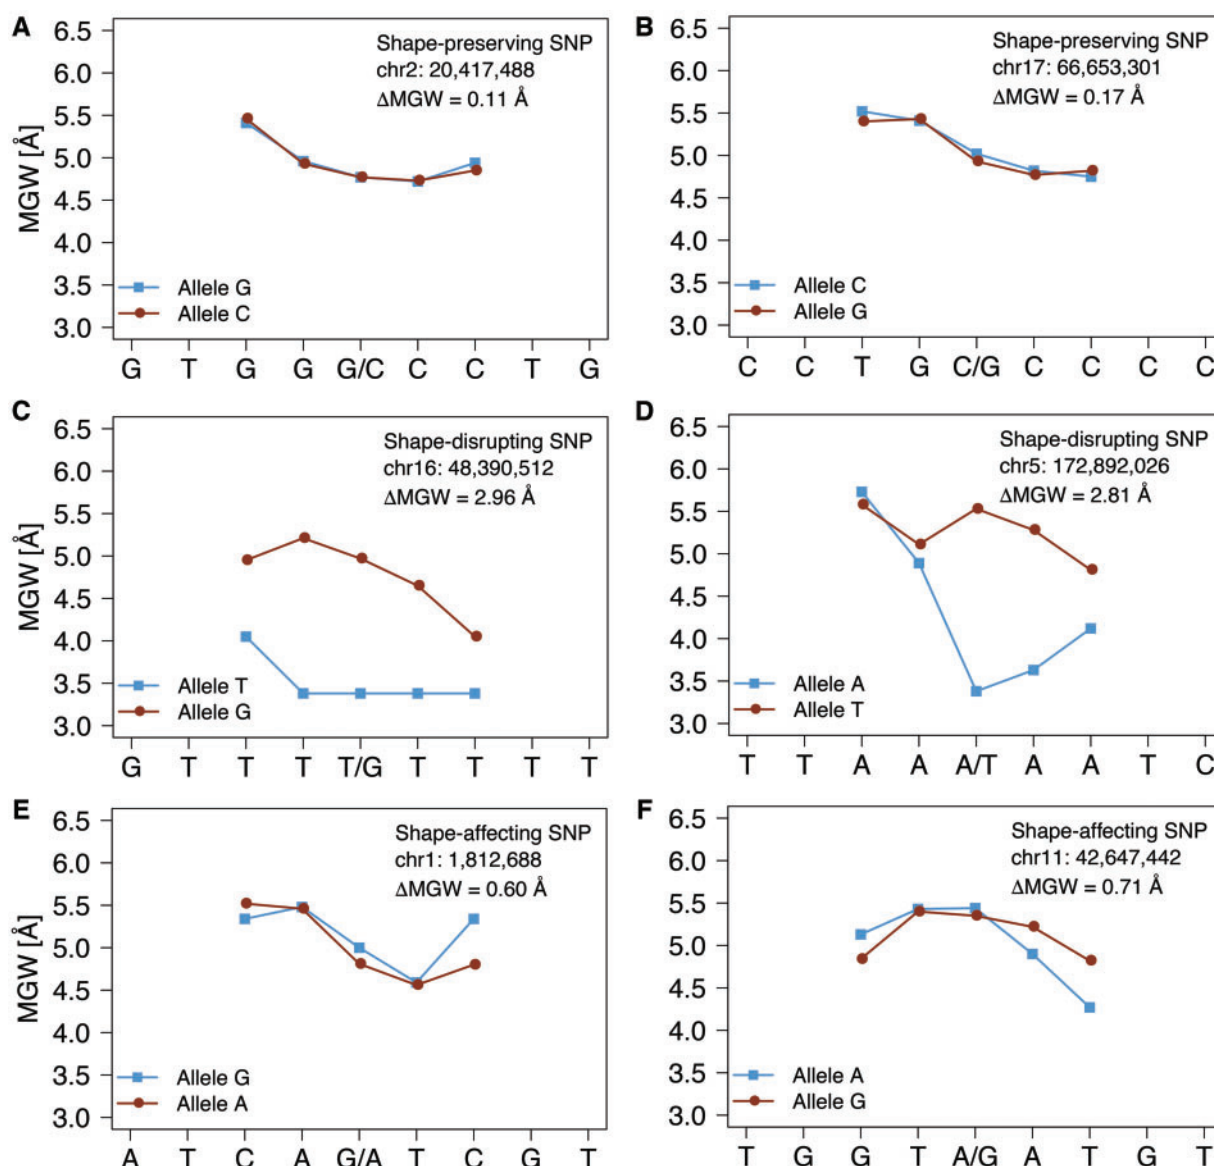 A
Shape-preserving SNP
chr2: 20,417,488
ΔMGW = 0.11 Å
MGW [Å]
6.5
6.0
5.5
5.0
4.5
4.0
3.5
3.0
Allele G
Allele C
G T G G G/C C C T G
B
Shape-preserving SNP
chr17: 66,653,301
ΔMGW = 0.17 Å
6.5
6.0
5.5
5.0
4.5
4.0
3.5
3.0
Allele C
Allele G
C C T G C/G C C C C
C
Shape-disrupting SNP
chr16: 48,390,512
ΔMGW = 2.96 Å
MGW [Å]
6.5
6.0
5.5
5.0
4.5
4.0
3.5
3.0
Allele T
Allele G
G T T T T/G T T T T
D
Shape-disrupting SNP
chr5: 172,892,026
ΔMGW = 2.81 Å
6.5
6.0
5.5
5.0
4.5
4.0
3.5
3.0
Allele A
Allele T
T T A A A/T A A T C
E
Shape-affecting SNP
chr1: 1,812,688
ΔMGW = 0.60 Å
MGW [Å]
6.5
6.0
5.5
5.0
4.5
4.0
3.5
3.0
Allele G
Allele A
A T C A G/A T C G T
F
Shape-affecting SNP
chr11: 42,647,442
ΔMGW = 0.71 Å
6.5
6.0
5.5
5.0
4.5
4.0
3.5
3.0
Allele A
Allele G
T G G T A/G A T G T